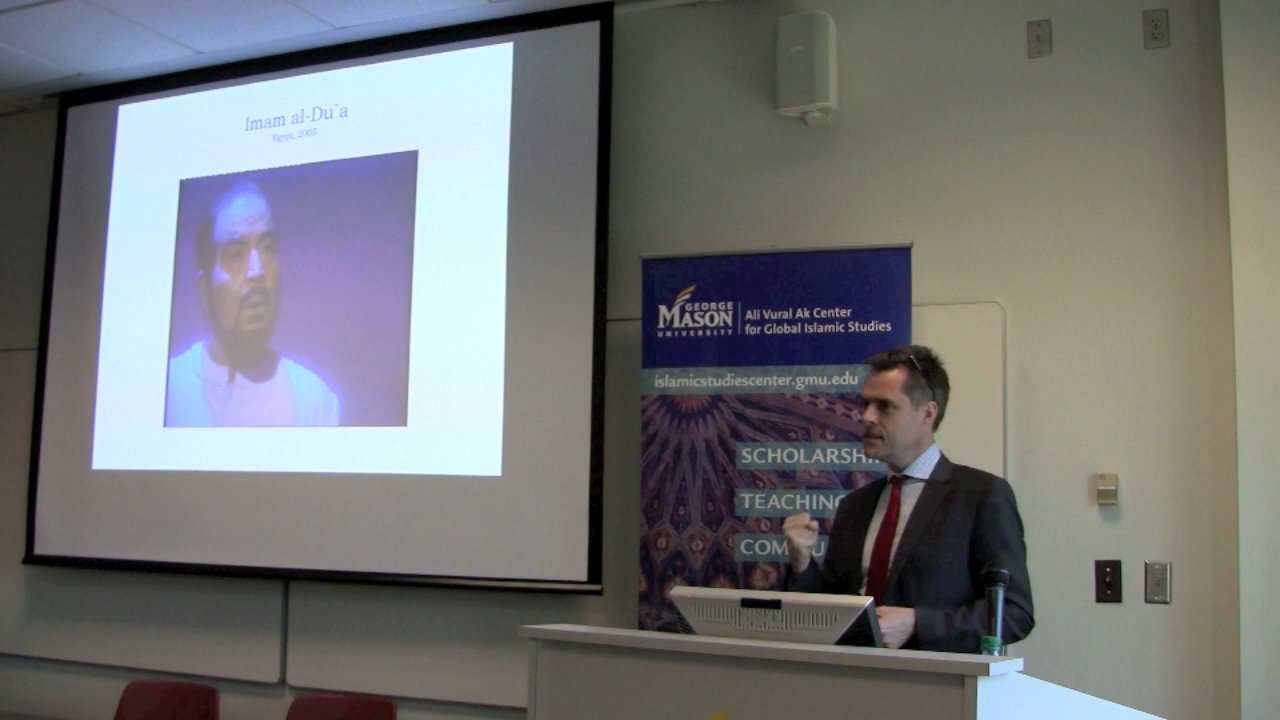 Imam al-Du`a
Egypt, 2005
GEORGE
MASON
UNIVERSITY
Ali Vural Ak Center
for Global Islamic Studies
islamicstudiescenter.gmu.edu
SCHOLARSHI
TEACHING
COMMU